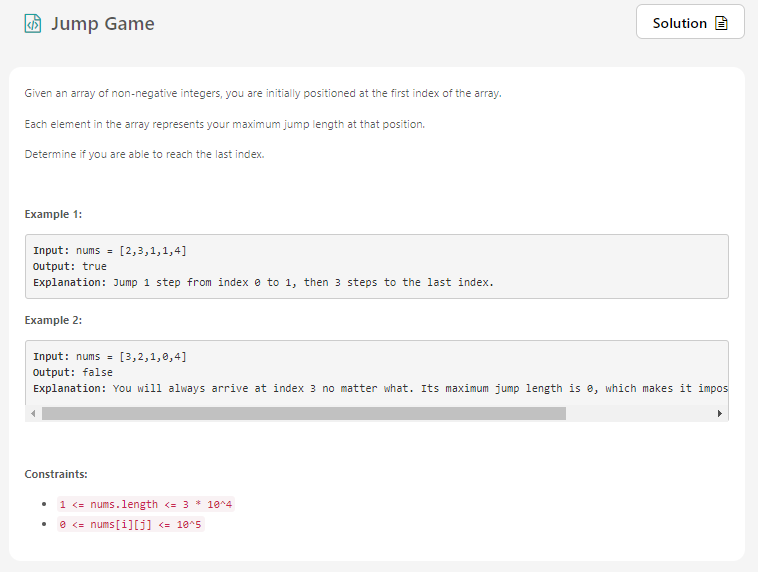 Jump Game
Solution
Given an array of non-negative integers, you are initially positioned at the first index of the array.
Each element in the array represents your maximum jump length at that position.
Determine if you are able to reach the last index.
Example 1:
Input: nums = [2,3,1,1,4]
Output: true
Explanation: Jump 1 step from index 0 to 1, then 3 steps to the last index.
Example 2:
Input: nums = [3,2,1,0,4]
Output: false
Explanation: You will always arrive at index 3 no matter what. Its maximum jump length is 0, which makes it impos
Constraints:
1 <= nums.length <= 3 * 10^4
0 <= nums[i][j] <= 10^5